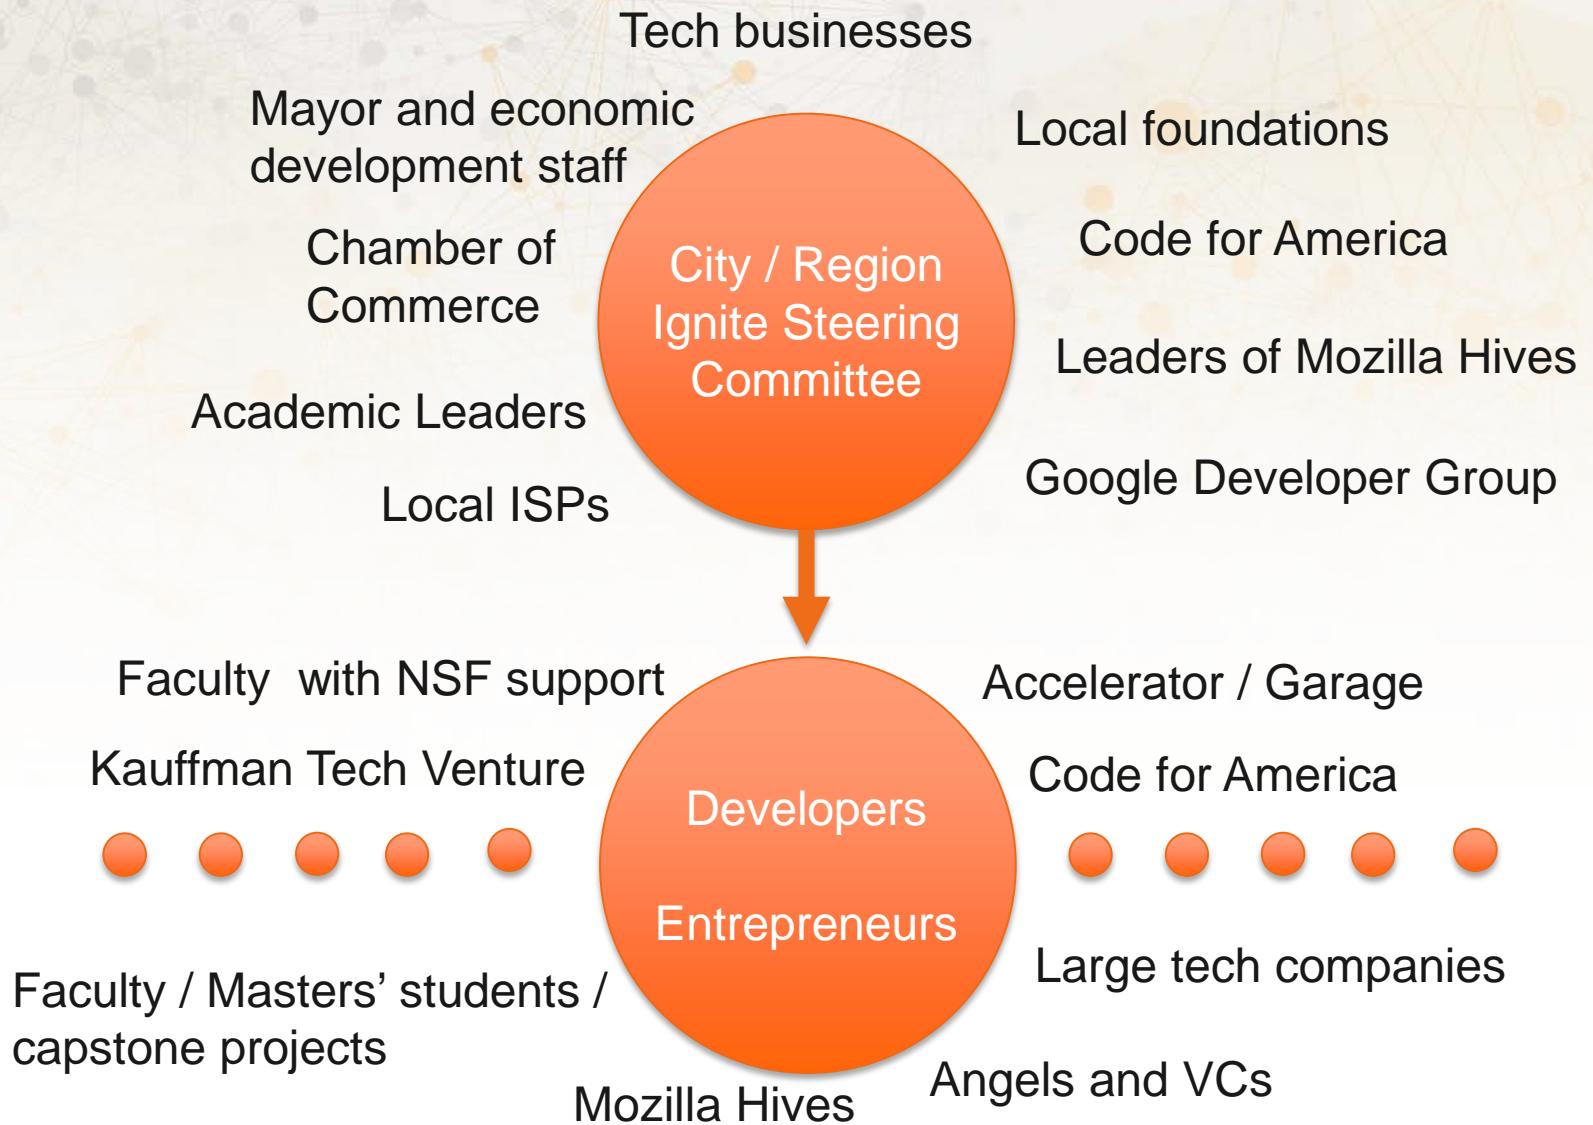 Tech businesses
Mayor and economic
development staff
Local foundations
Chamber of
Commerce
Code for America
City / Region
Ignite Steering
Committee
Leaders of Mozilla Hives
Academic Leaders
Google Developer Group
Local ISPs
Faculty  with NSF support
Accelerator / Garage
Kauffman Tech Venture
Code for America
Developers
Entrepreneurs
Large tech companies
Faculty / Masters’ students /
capstone projects
Angels and VCs
Mozilla Hives